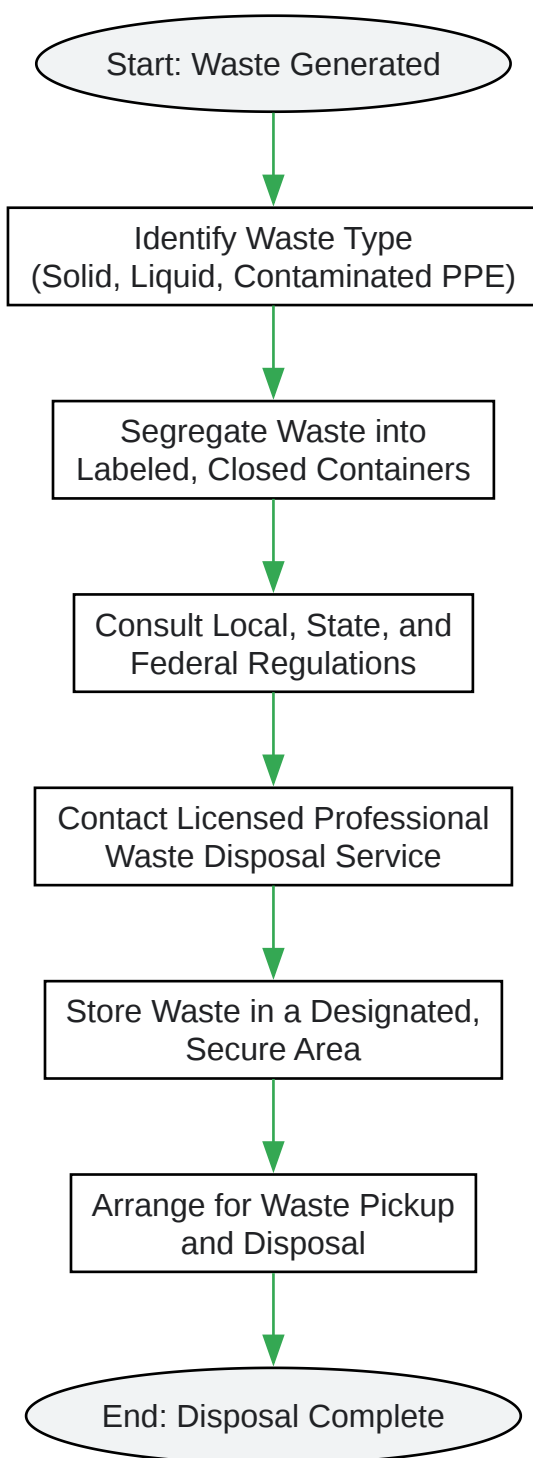 Start: Waste Generated
Identify Waste Type
(Solid, Liquid, Contaminated PPE)
Segregate Waste into
Labeled, Closed Containers
Consult Local, State, and
Federal Regulations
Contact Licensed Professional
Waste Disposal Service
Store Waste in a Designated,
Secure Area
Arrange for Waste Pickup
and Disposal
End: Disposal Complete